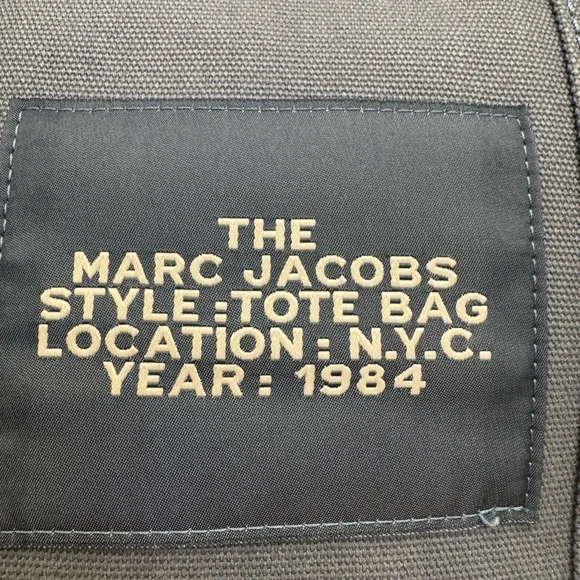 THE
MARC JACOBS
STYLE : TOTE BAG
LOCATION : N.Y.C.
YEAR : 1984